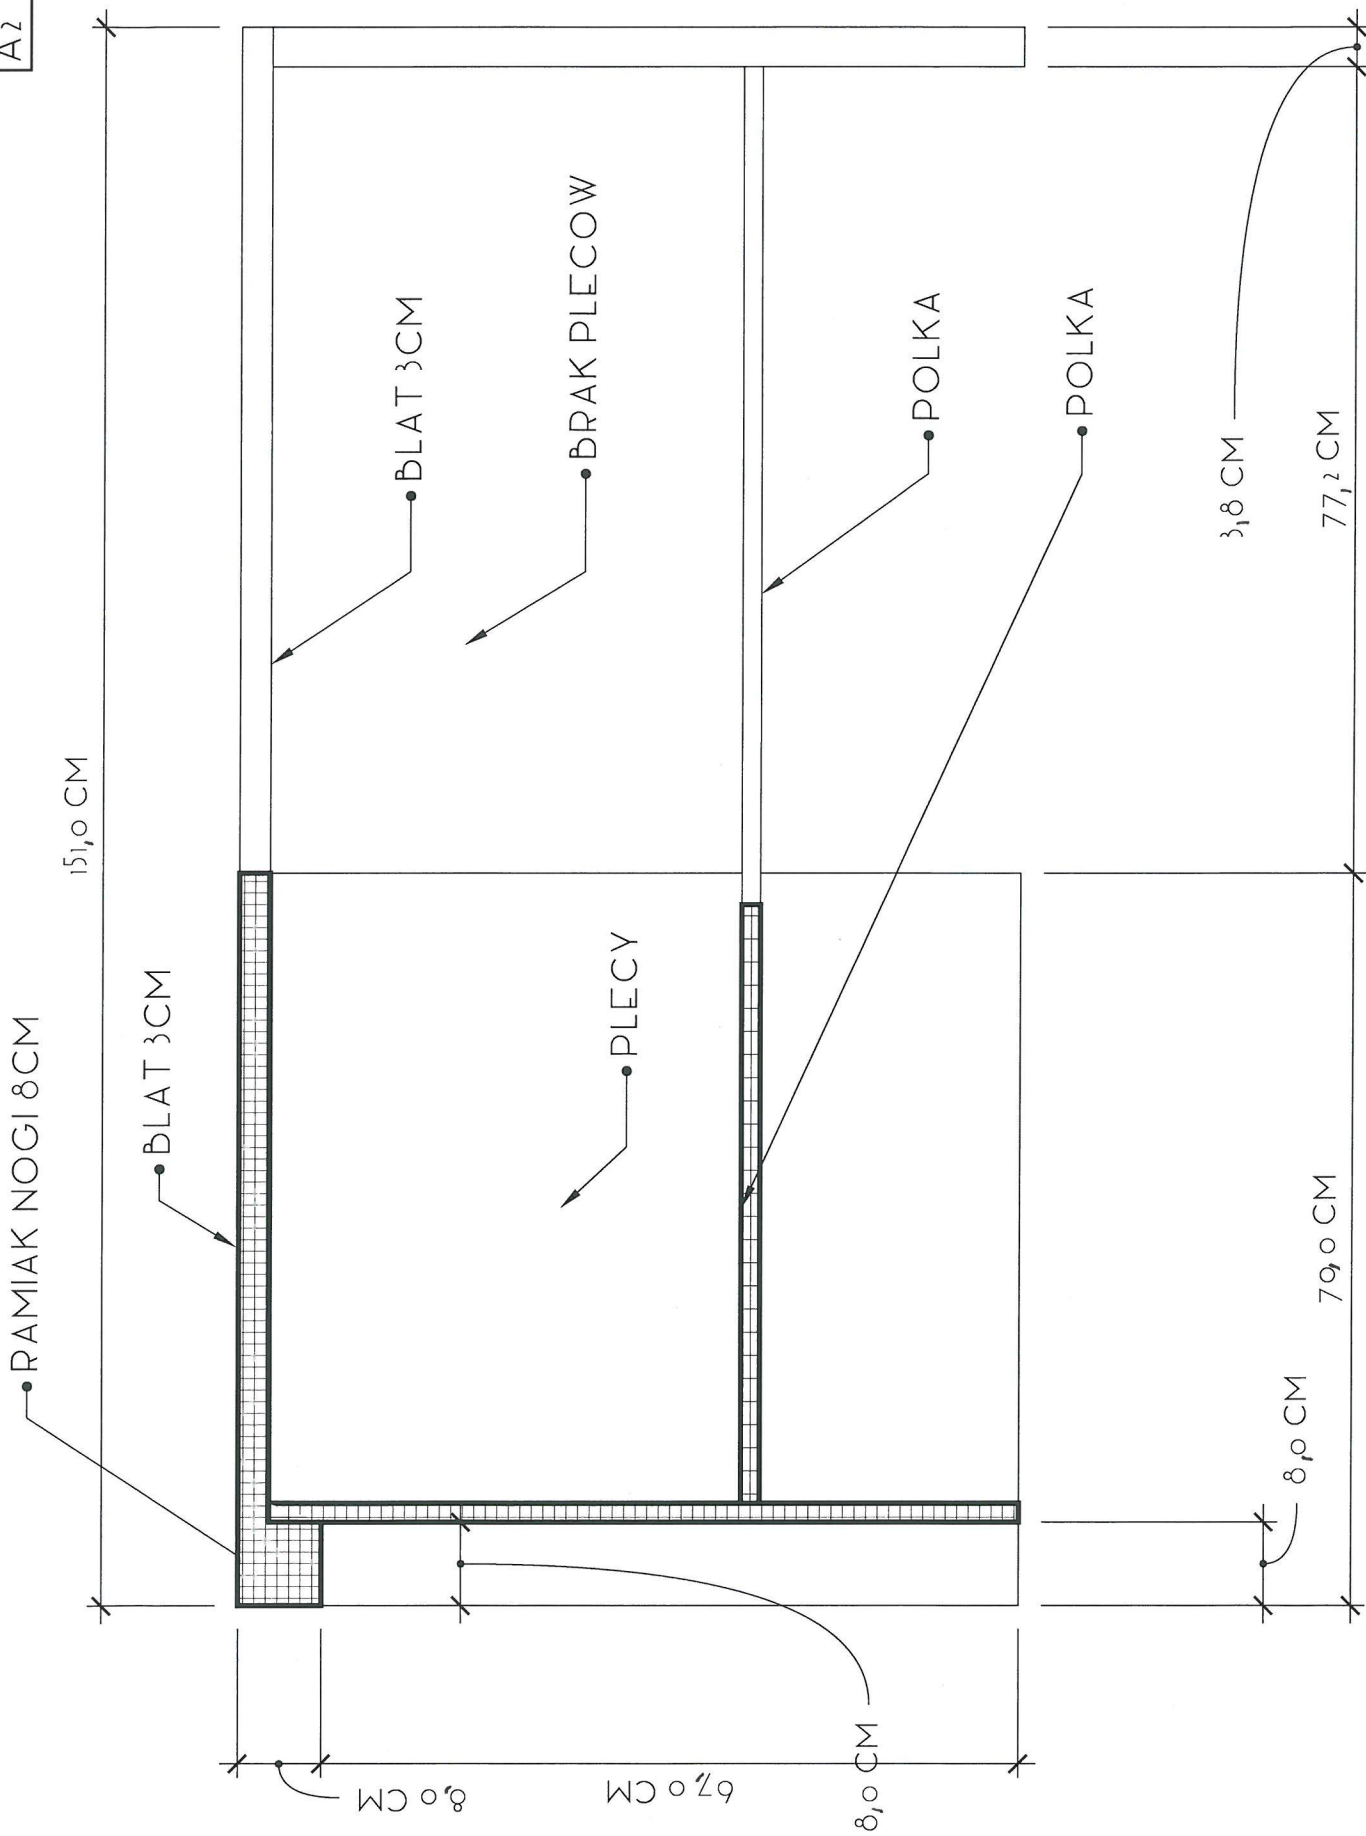 A2
151,0 CM
RAMIAK NOGI 8CM
BLAT 3CM
BLAT 3CM
BRAK PLECOW
PLECY
POLKA
POLKA
8,0 CM
67,0 CM
8,0 CM
8,0 CM
3,8 CM
70,0 CM
77,2 CM